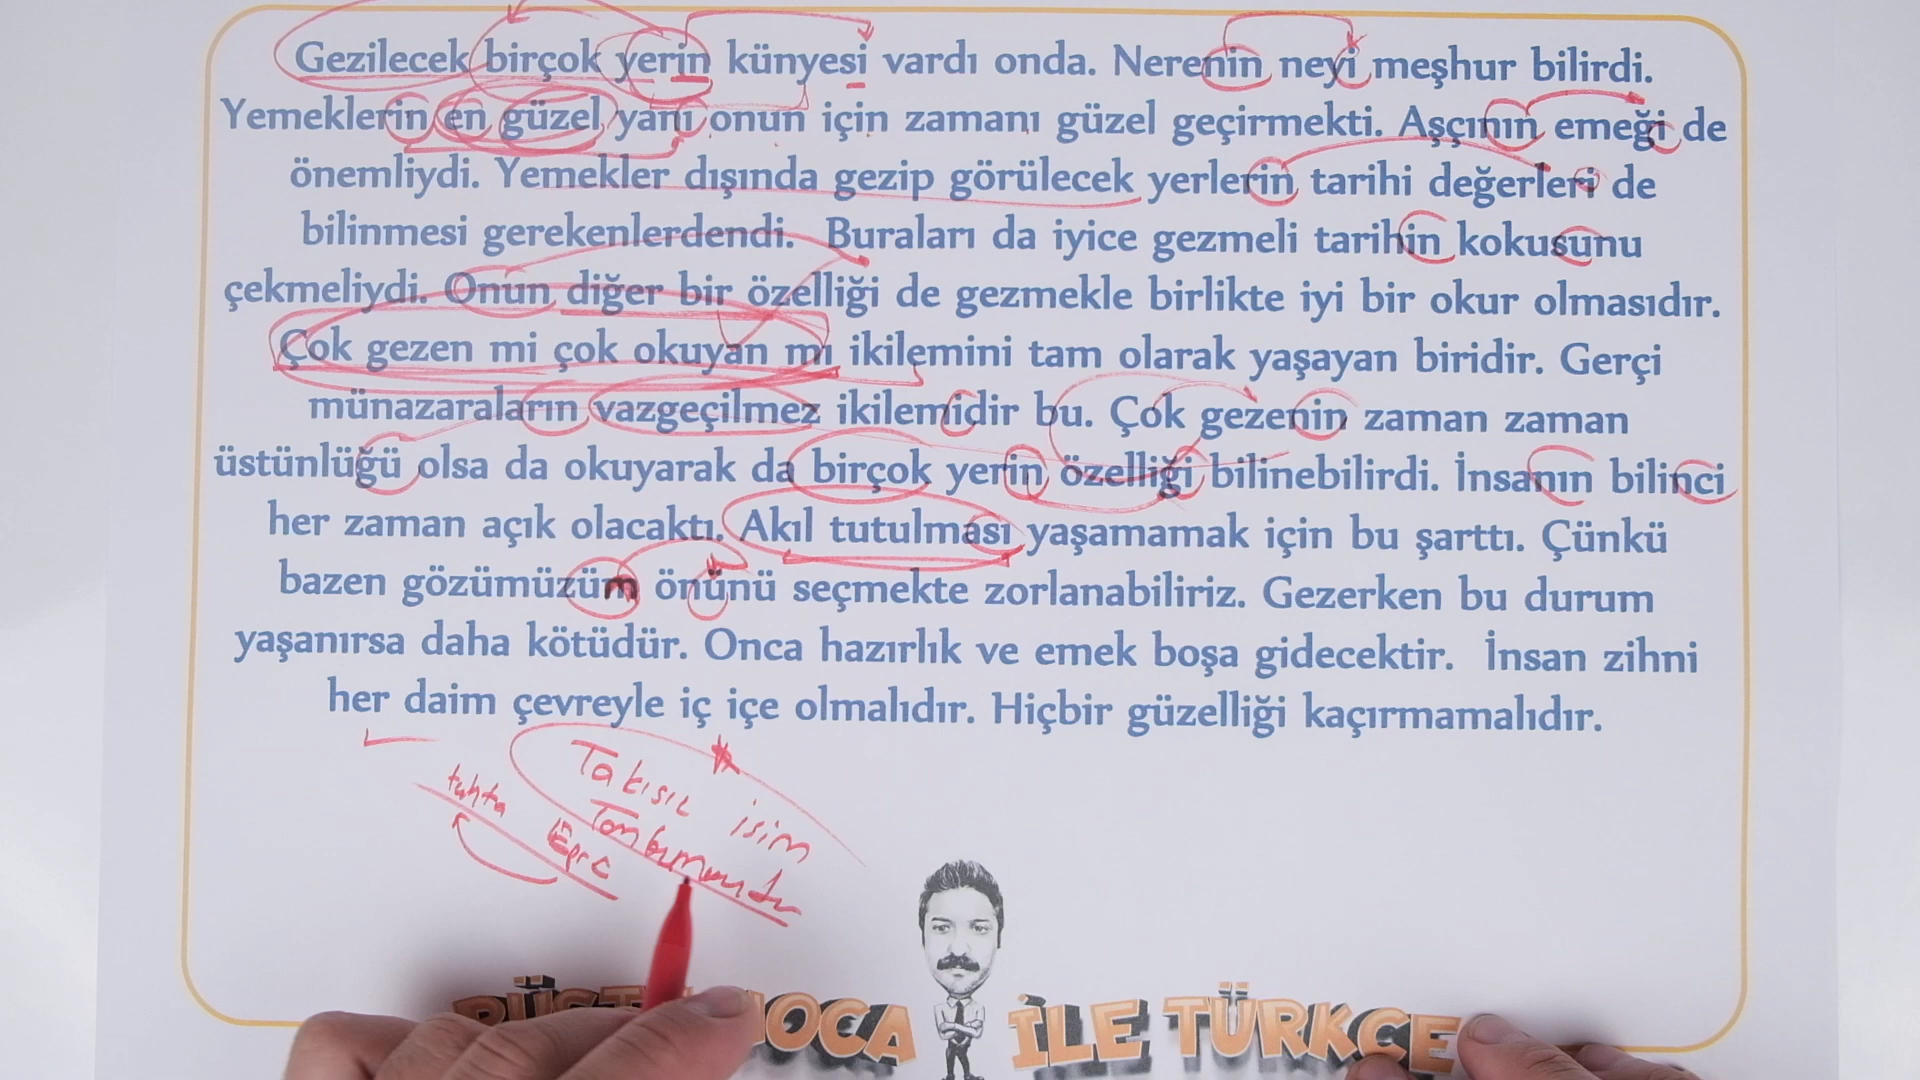 Gezilecek birçok yerin künyesi vardı onda. Nerenin neyi meşhur bilirdi.
Yemeklerin en güzel yanı onun için zamanı güzel geçirmekti. Aşçının emeği de
önemliydi. Yemekler dışında gezip görülecek yerlerin tarihi değerleri de
bilinmesi gerekenlerdendi. Buraları da iyice gezmeli tarihin kokusunu
çekmeliydi. Onun diğer bir özelliği de gezmekle birlikte iyi bir okur olmasıdır.
Çok gezen mi çok okuyan mı ikilemini tam olarak yaşayan biridir. Gerçi
münazaraların vazgeçilmez ikilemidir bu. Çok gezenin zaman zaman
üstünlüğü olsa da okuyarak da birçok yerin özelliği bilinebilirdi. İnsanın bilinci
her zaman açık olacaktı. Akıl tutulması yaşamamak için bu şarttı. Çünkü
bazen gözümüzüm önünü seçmekte zorlanabiliriz. Gezerken bu durum
yaşanırsa daha kötüdür. Onca hazırlık ve emek boşa gidecektir. İnsan zihni
her daim çevreyle iç içe olmalıdır. Hiçbir güzelliği kaçırmamalıdır.
Takısız isim
tahta
HOCA İLE TÜRKÇE